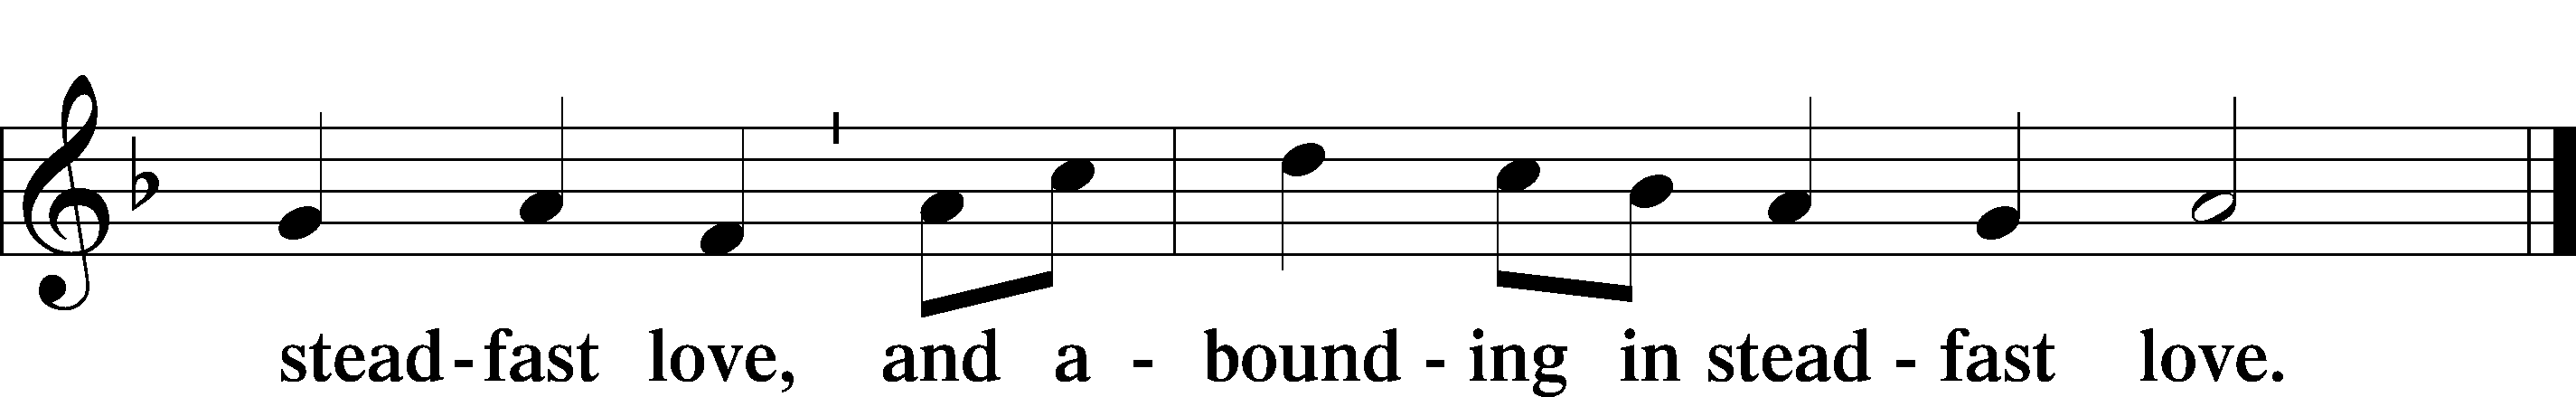 stead-fast love, and a - bound - ing in stead - fast love.